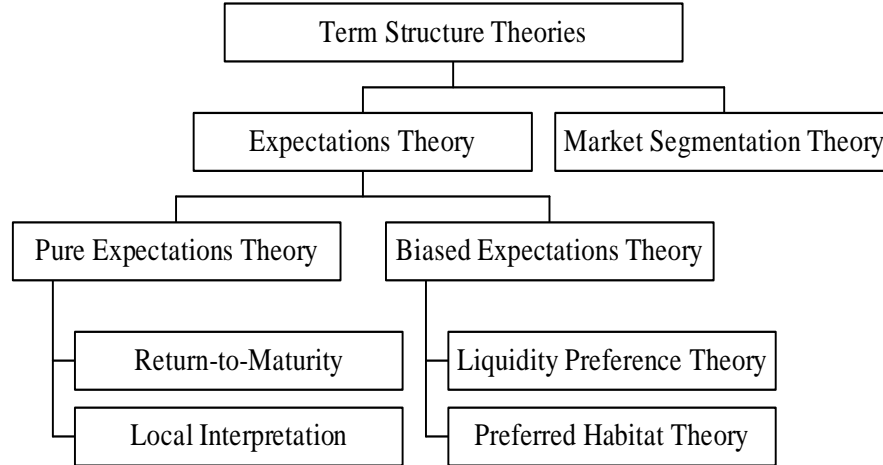 Term Structure Theories
Expectations Theory
Market Segmentation Theory
Pure Expectations Theory
Biased Expectations Theory
Return-to-Maturity
Liquidity Preference Theory
Local Interpretation
Preferred Habitat Theory